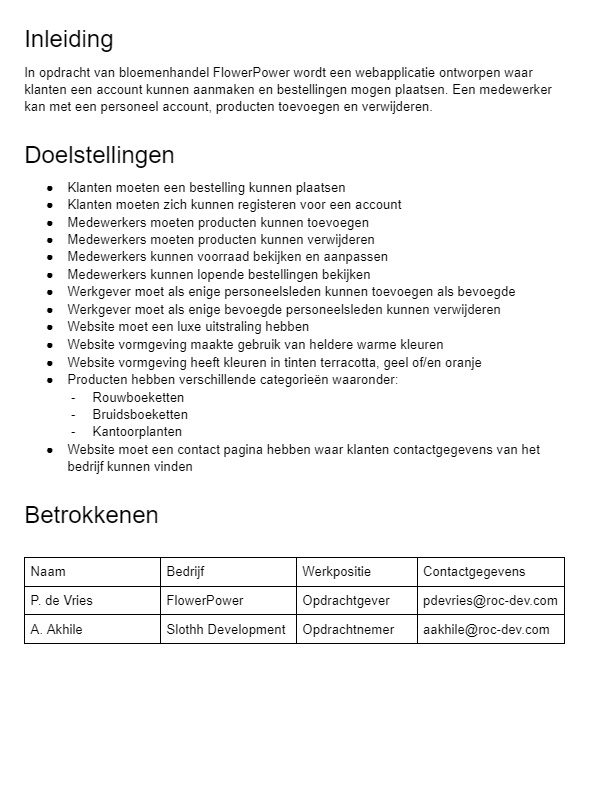 Inleiding
In opdracht van bloemenhandel FlowerPower wordt een webapplicatie ontworpen waar
klanten een account kunnen aanmaken en bestellingen mogen plaatsen. Een medewerker
kan met een personeel account, producten toevoegen en verwijderen.
Doelstellingen
● Klanten moeten een bestelling kunnen plaatsen
● Klanten moeten zich kunnen registeren voor een account
● Medewerkers moeten producten kunnen toevoegen
● Medewerkers moeten producten kunnen verwijderen
● Medewerkers kunnen voorraad bekijken en aanpassen
● Medewerkers kunnen lopende bestellingen bekijken
● Werkgever moet als enige personeelsleden kunnen toevoegen als bevoegde
● Werkgever moet als enige bevoegde personeelsleden kunnen verwijderen
● Website moet een luxe uitstraling hebben
● Website vormgeving maakte gebruik van heldere warme kleuren
● Website vormgeving heeft kleuren in tinten terracotta, geel of/en oranje
● Producten hebben verschillende categorieën waaronder:
- Rouwboeketten
- Bruidsboeketten
- Kantoorplanten
● Website moet een contact pagina hebben waar klanten contactgegevens van het
bedrijf kunnen vinden
Betrokkenen
Naam Bedrijf Werkpositie Contactgegevens
P. de Vries FlowerPower Opdrachtgever pdevries@roc-dev.com
A. Akhile Slothh Development Opdrachtnemer aakhile@roc-dev.com